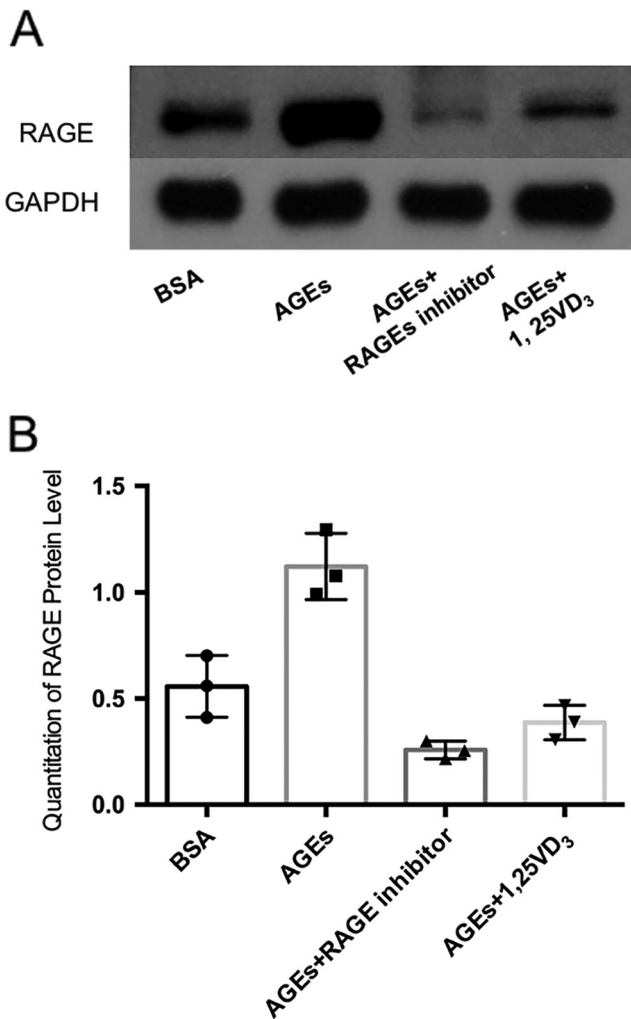 A
RAGE
GAPDH
BSA
AGEs
AGEs+
RAGEs inhibitor
AGEs+
1, 25VD3
B
Quantitation of RAGE Protein Level
1.5
1.0
0.5
0.0
BSA
AGEs
AGEs+RAGE inhibitor
AGEs+1,25VD3